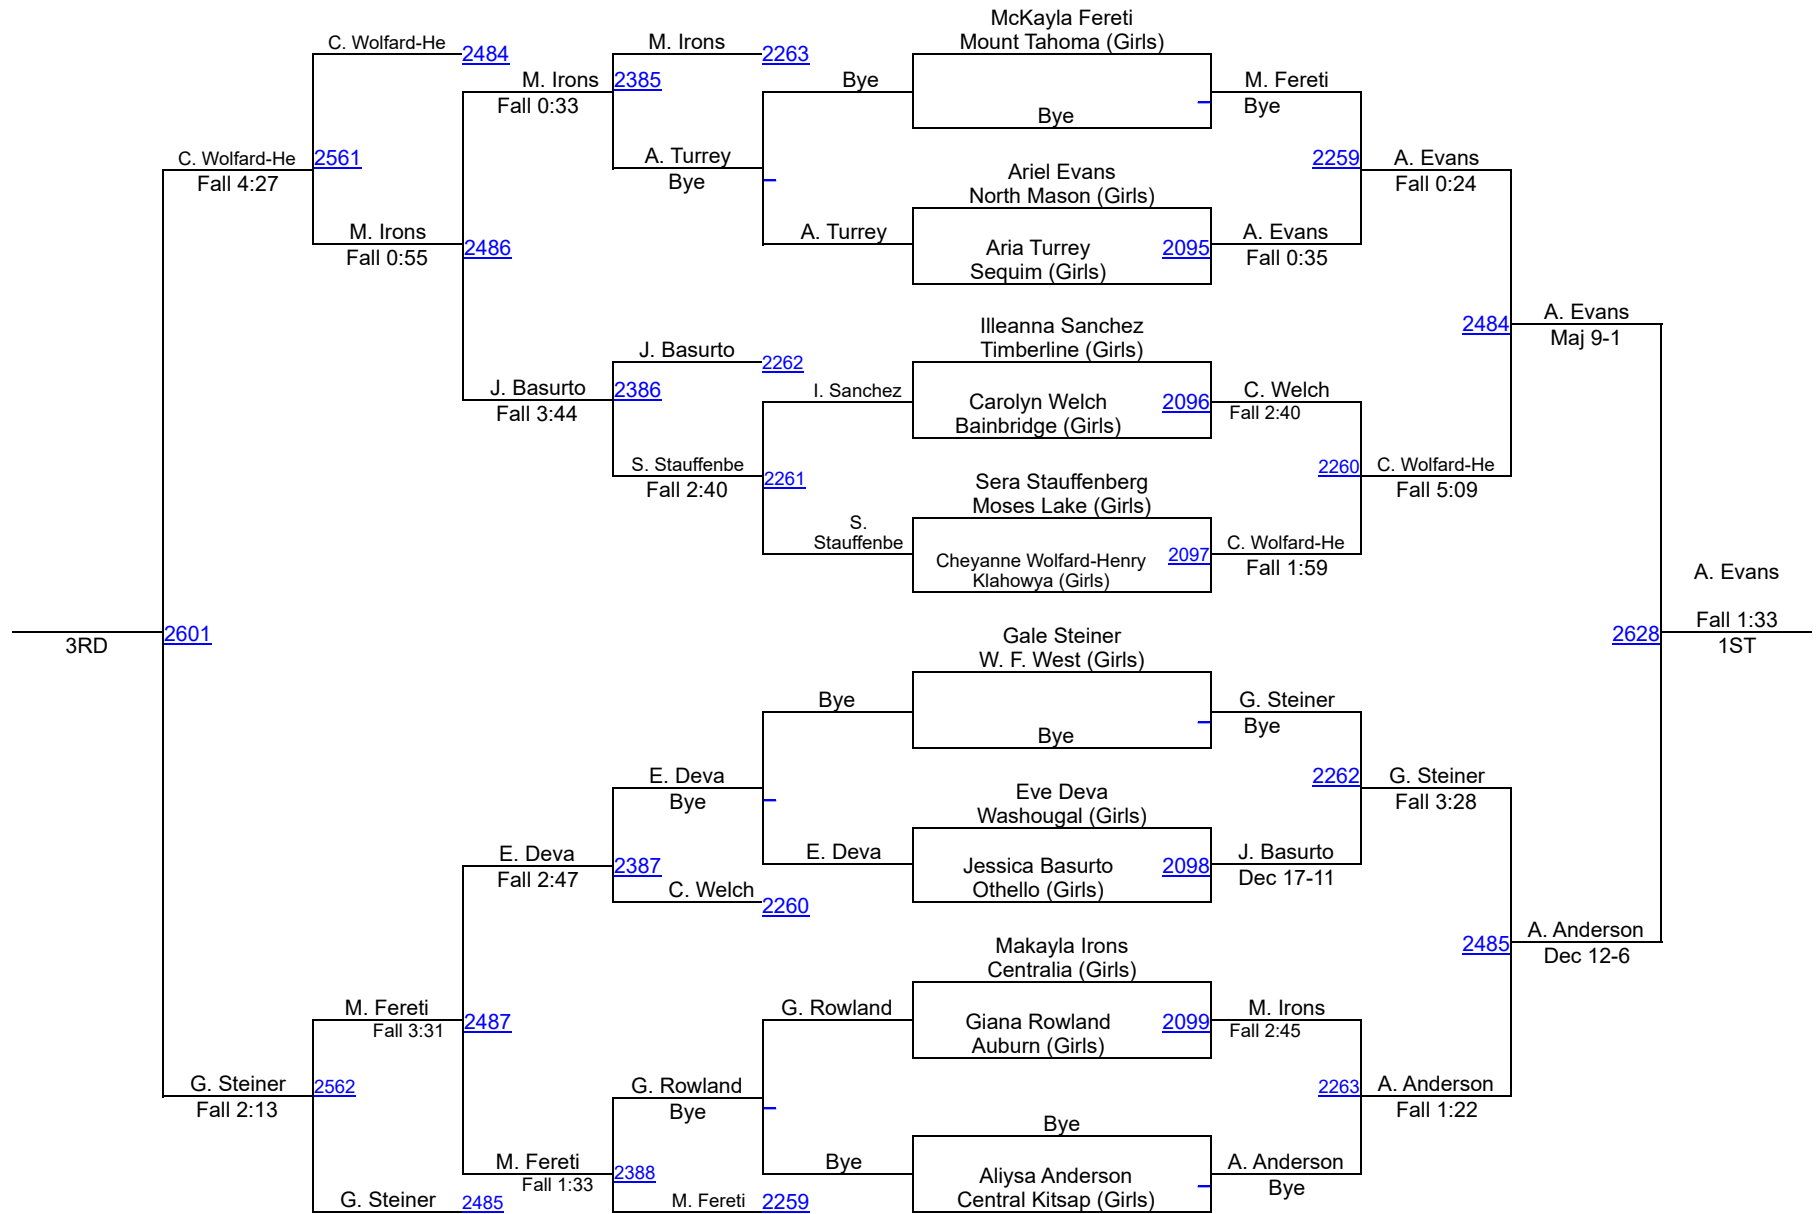 McKayla Fereti
Mount Tahoma (Girls)
C. Wolfard-He
2484
M. Irons
2263
M. Irons
2385
Fall 0:33
Bye
Bye
M. Fereti
Bye
C. Wolfard-He
2561
Fall 4:27
A. Turrey
Bye
Ariel Evans
North Mason (Girls)
2259
A. Evans
Fall 0:24
M. Irons
Fall 0:55
2486
A. Turrey
Aria Turrey
Sequim (Girls)
2095
A. Evans
Fall 0:35
Illeanna Sanchez
Timberline (Girls)
2484
A. Evans
Maj 9-1
J. Basurto
2262
J. Basurto
2386
Fall 3:44
I. Sanchez
Carolyn Welch
Bainbridge (Girls)
2096
C. Welch
Fall 2:40
S. Stauffenbe
Fall 2:40
2261
Sera Stauffenberg
Moses Lake (Girls)
2260
C. Wolfard-He
Fall 5:09
S.
Stauffenbe
Cheyanne Wolfard-Henry
Klahowya (Girls)
2097
C. Wolfard-He
Fall 1:59
A. Evans
Fall 1:33
2628
1ST
2601
3RD
Gale Steiner
W. F. West (Girls)
Bye
Bye
G. Steiner
Bye
E. Deva
Bye
Eve Deva
Washougal (Girls)
2262
G. Steiner
Fall 3:28
E. Deva
Fall 2:47
2387
E. Deva
Jessica Basurto
Othello (Girls)
2098
J. Basurto
Dec 17-11
C. Welch
2260
Makayla Irons
Centralia (Girls)
2485
A. Anderson
Dec 12-6
M. Fereti
Fall 3:31
2487
G. Rowland
Giana Rowland
Auburn (Girls)
2099
M. Irons
Fall 2:45
G. Steiner
Fall 2:13
2562
G. Rowland
Bye
2263
A. Anderson
Fall 1:22
Bye
M. Fereti
Fall 1:33
2388
Bye
Aliysa Anderson
Central Kitsap (Girls)
A. Anderson
Bye
G. Steiner
2485
M. Fereti
2259